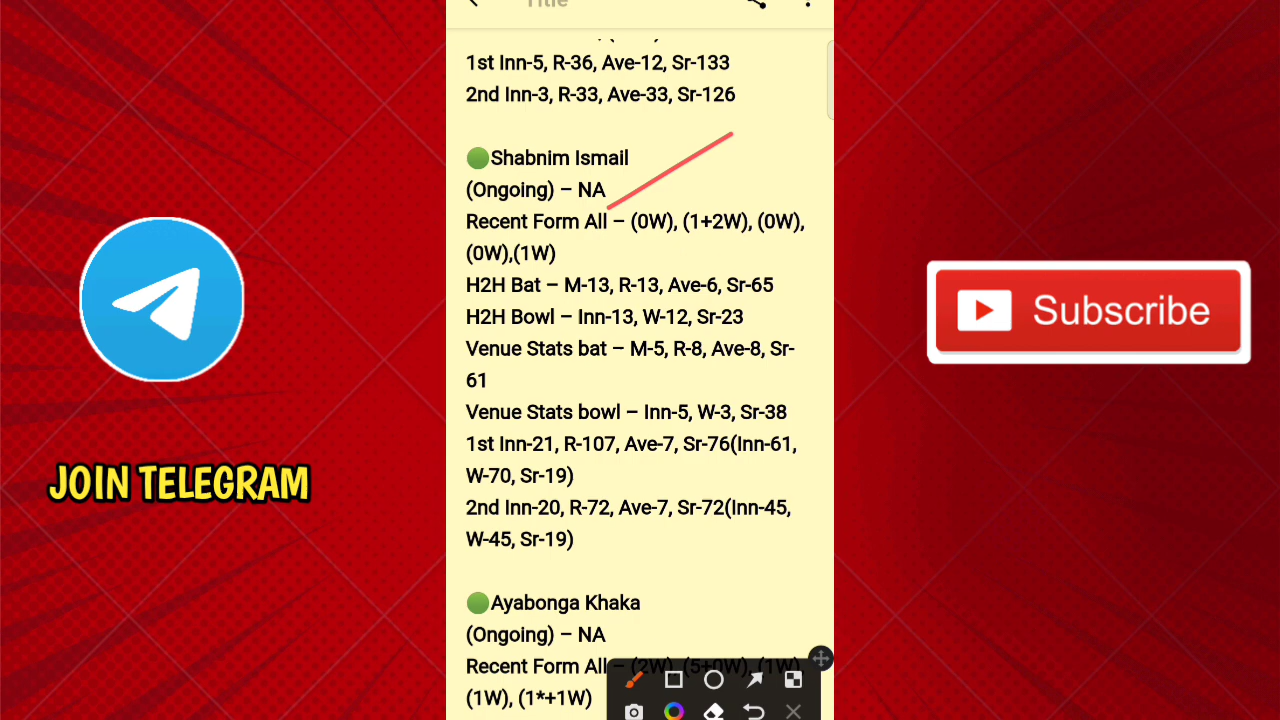 Title
1st Inn-5, R-36, Ave-12, Sr-133
2nd Inn-3, R-33, Ave-33, Sr-126
Shabnim Ismail
(Ongoing) – NA
Recent Form All – (0W), (1+2W), (0W),
(0W),(1W)
H2H Bat – M-13, R-13, Ave-6, Sr-65
H2H Bowl – Inn-13, W-12, Sr-23
Venue Stats bat – M-5, R-8, Ave-8, Sr-
61
Venue Stats bowl – Inn-5, W-3, Sr-38
1st Inn-21, R-107, Ave-7, Sr-76(Inn-61,
W-70, Sr-19)
2nd Inn-20, R-72, Ave-7, Sr-72(Inn-45,
W-45, Sr-19)
Ayabonga Khaka
(Ongoing) – NA
Recent Form All – (2W), (5+0W), (1W),
(1W), (1*+1W)
JOIN TELEGRAM
Subscribe